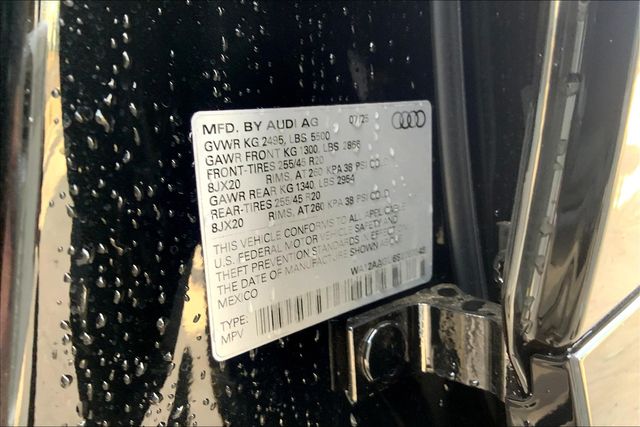 MFD. BY AUDI AG 07/25
GVWR KG 2495, LBS 5500
GAWR FRONT KG 1300, LBS 2866
FRONT-TIRES 255/45 R20
8JX20 RIMS, AT 260 KPA 38 PSI COLD
GAWR REAR KG 1340, LBS 2954
REAR-TIRES 255/45 R20
8JX20 RIMS, AT 260 KPA 38 PSI COLD
THIS VEHICLE CONFORMS TO ALL APPLICABLE
U.S. FEDERAL MOTOR VEHICLE SAFETY AND
THEFT PREVENTION STANDARDS IN EFFECT ON
THE DATE OF MANUFACTURE SHOWN ABOVE
MEXICO
TYPE:
MPV